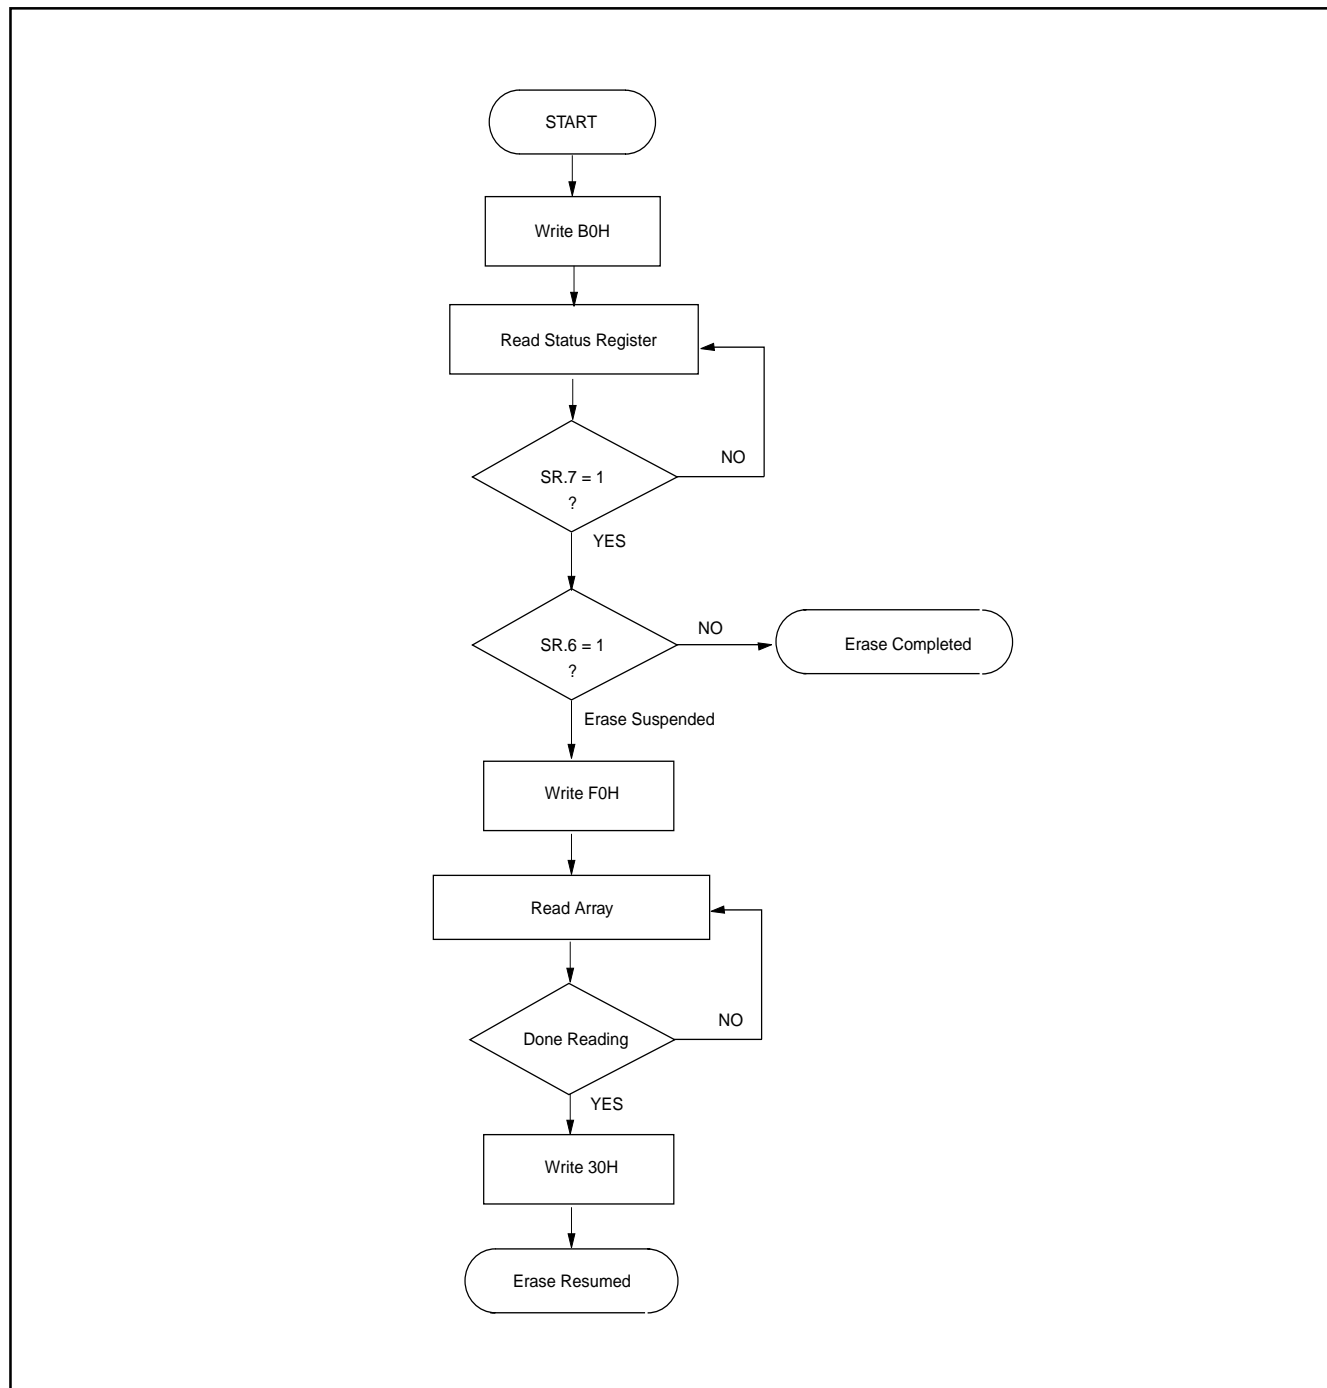 START
Write B0H
Read Status Register
SR.7 = 1
?
NO
YES
SR.6 = 1
?
NO
Erase Completed
Erase Suspended
Write F0H
Read Array
Done Reading
NO
YES
Write 30H
Erase Resumed